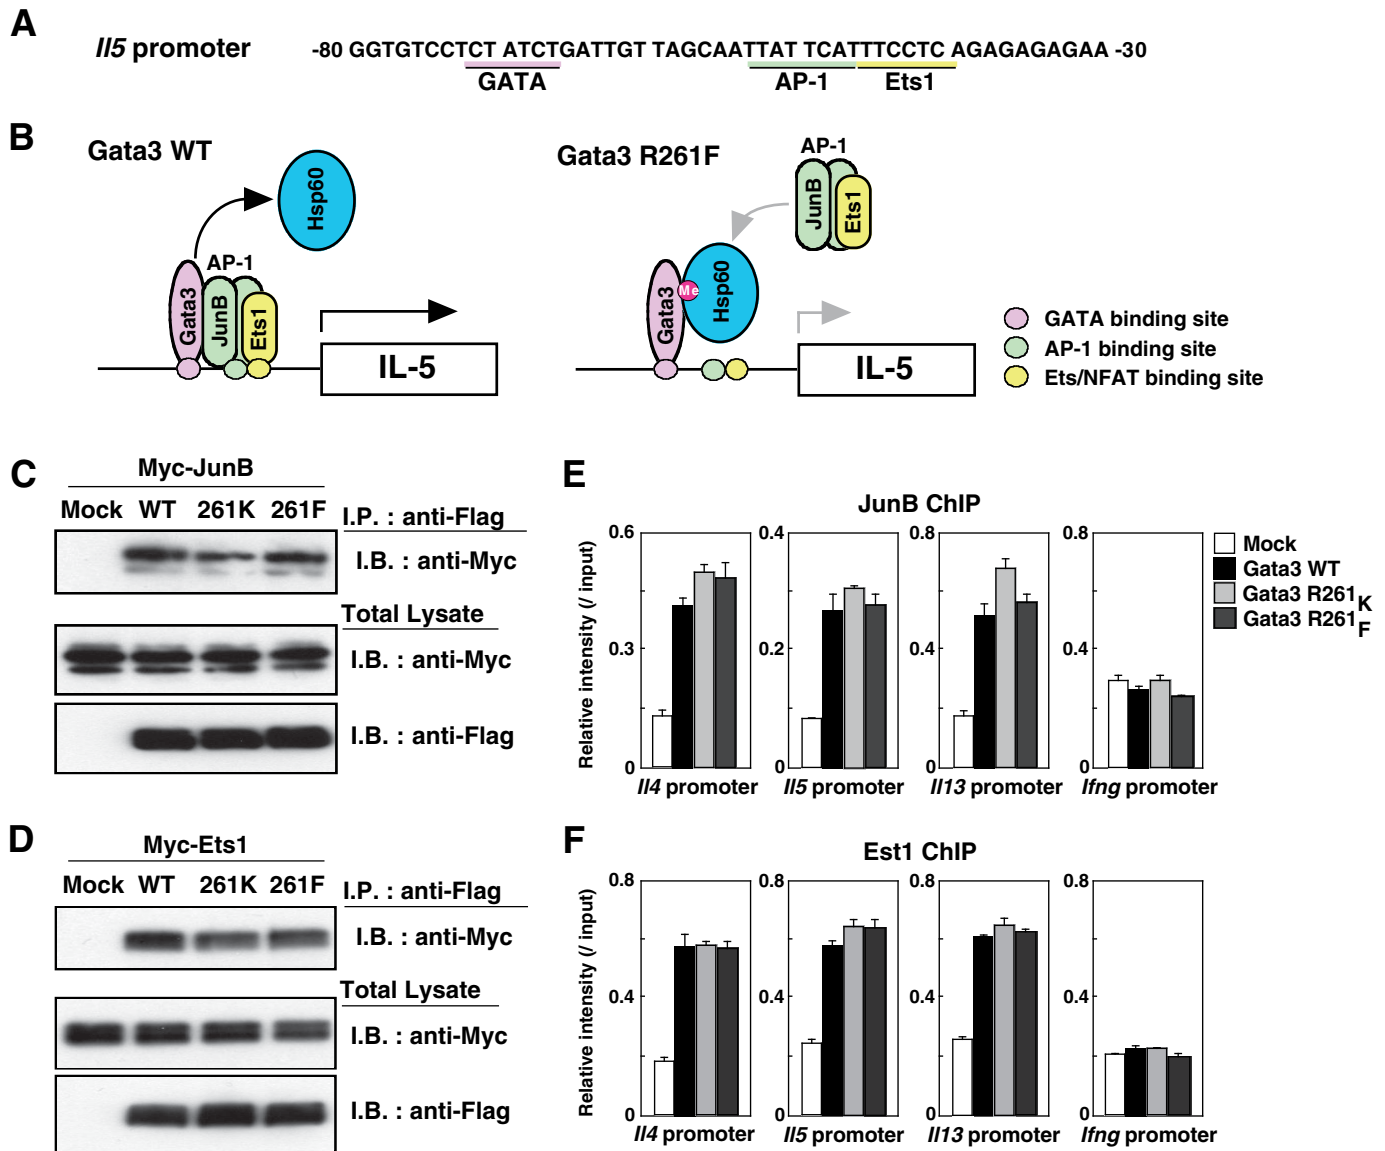 A
Il5 promoter
-80 GGTGTCCTCT ATCTGATTGT TAGCAATTAT TCATTTCCTC AGAGAGAGAA -30
GATA
AP-1
Ets1
B
Gata3 WT
Hsp60
AP-1
Gata3
JunB
Ets1
IL-5
Gata3 R261F
AP-1
JunB
Ets1
Hsp60
Me
Gata3
IL-5
GATA binding site
AP-1 binding site
Ets/NFAT binding site
C
Myc-JunB
Mock WT 261K 261F
I.P. : anti-Flag
I.B. : anti-Myc
Total Lysate
I.B. : anti-Myc
I.B. : anti-Flag
D
Myc-Ets1
Mock WT 261K 261F
I.P. : anti-Flag
I.B. : anti-Myc
Total Lysate
I.B. : anti-Myc
I.B. : anti-Flag
E
JunB ChIP
Relative intensity (/ input)
0.6
0.3
0
Il4 promoter
0.4
0.2
0
Il5 promoter
0.8
0.4
0
Il13 promoter
0.8
0.4
0
Ifng promoter
Mock
Gata3 WT
Gata3 R261K
Gata3 R261F
F
Est1 ChIP
Relative intensity (/ input)
0.8
0.4
0
Il4 promoter
0.8
0.4
0
Il5 promoter
0.8
0.4
0
Il13 promoter
0.8
0.4
0
Ifng promoter